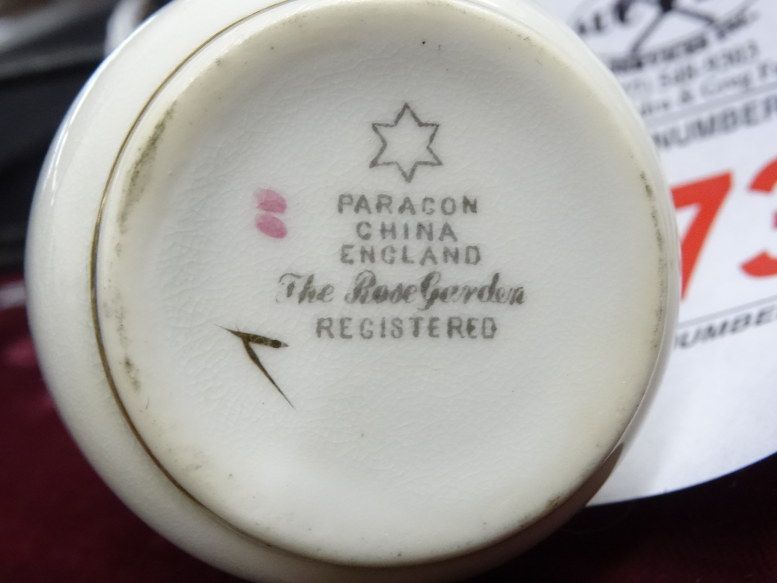 PARAGON
CHINA
ENGLAND
The Rose Garden
REGISTERED
NUMBER
73
NUMBER